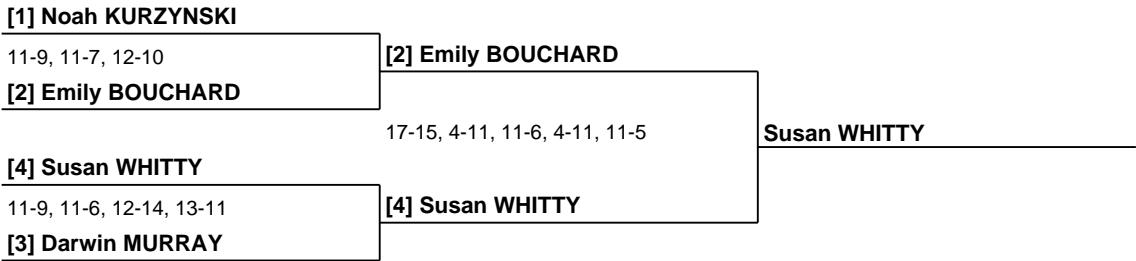 [1] Noah KURZYNSKI
11-9, 11-7, 12-10
[2] Emily BOUCHARD
[2] Emily BOUCHARD
17-15, 4-11, 11-6, 4-11, 11-5
Susan WHITTY
[4] Susan WHITTY
11-9, 11-6, 12-14, 13-11
[4] Susan WHITTY
[3] Darwin MURRAY